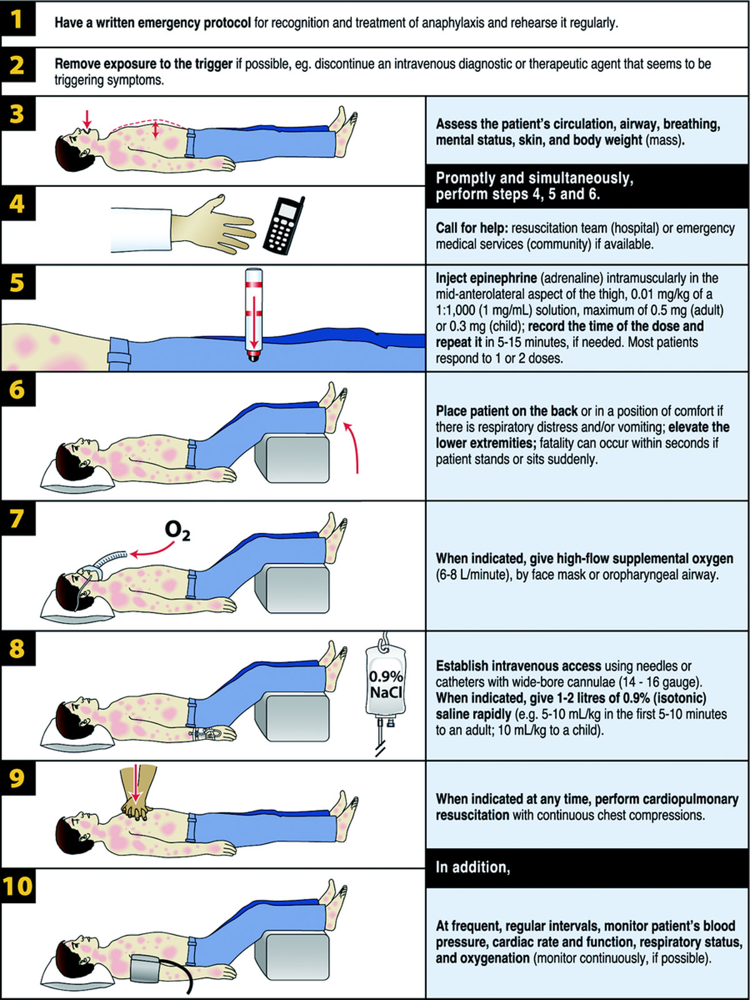 1
Have a written emergency protocol for recognition and treatment of anaphylaxis and rehearse it regularly.
2
Remove exposure to the trigger if possible, eg. discontinue an intravenous diagnostic or therapeutic agent that seems to be
triggering symptoms.
3
Assess the patient's circulation, airway, breathing,
mental status, skin, and body weight (mass).
Promptly and simultaneously,
perform steps 4, 5 and 6.
4
Call for help: resuscitation team (hospital) or emergency
medical services (community) if available.
5
Inject epinephrine (adrenaline) intramuscularly in the
mid-anterolateral aspect of the thigh, 0.01 mg/kg of a
1:1,000 (1 mg/mL) solution, maximum of 0.5 mg (adult)
or 0.3 mg (child); record the time of the dose and
repeat it in 5-15 minutes, if needed. Most patients
respond to 1 or 2 doses.
6
Place patient on the back or in a position of comfort if
there is respiratory distress and/or vomiting; elevate the
lower extremities; fatality can occur within seconds if
patient stands or sits suddenly.
7
O2
When indicated, give high-flow supplemental oxygen
(6-8 L/minute), by face mask or oropharyngeal airway.
8
0.9%
NaCl
Establish intravenous access using needles or
catheters with wide-bore cannulae (14 - 16 gauge).
When indicated, give 1-2 litres of 0.9% (isotonic)
saline rapidly (e.g. 5-10 mL/kg in the first 5-10 minutes
to an adult; 10 mL/kg to a child).
9
When indicated at any time, perform cardiopulmonary
resuscitation with continuous chest compressions.
In addition,
10
At frequent, regular intervals, monitor patient's blood
pressure, cardiac rate and function, respiratory status,
and oxygenation (monitor continuously, if possible).